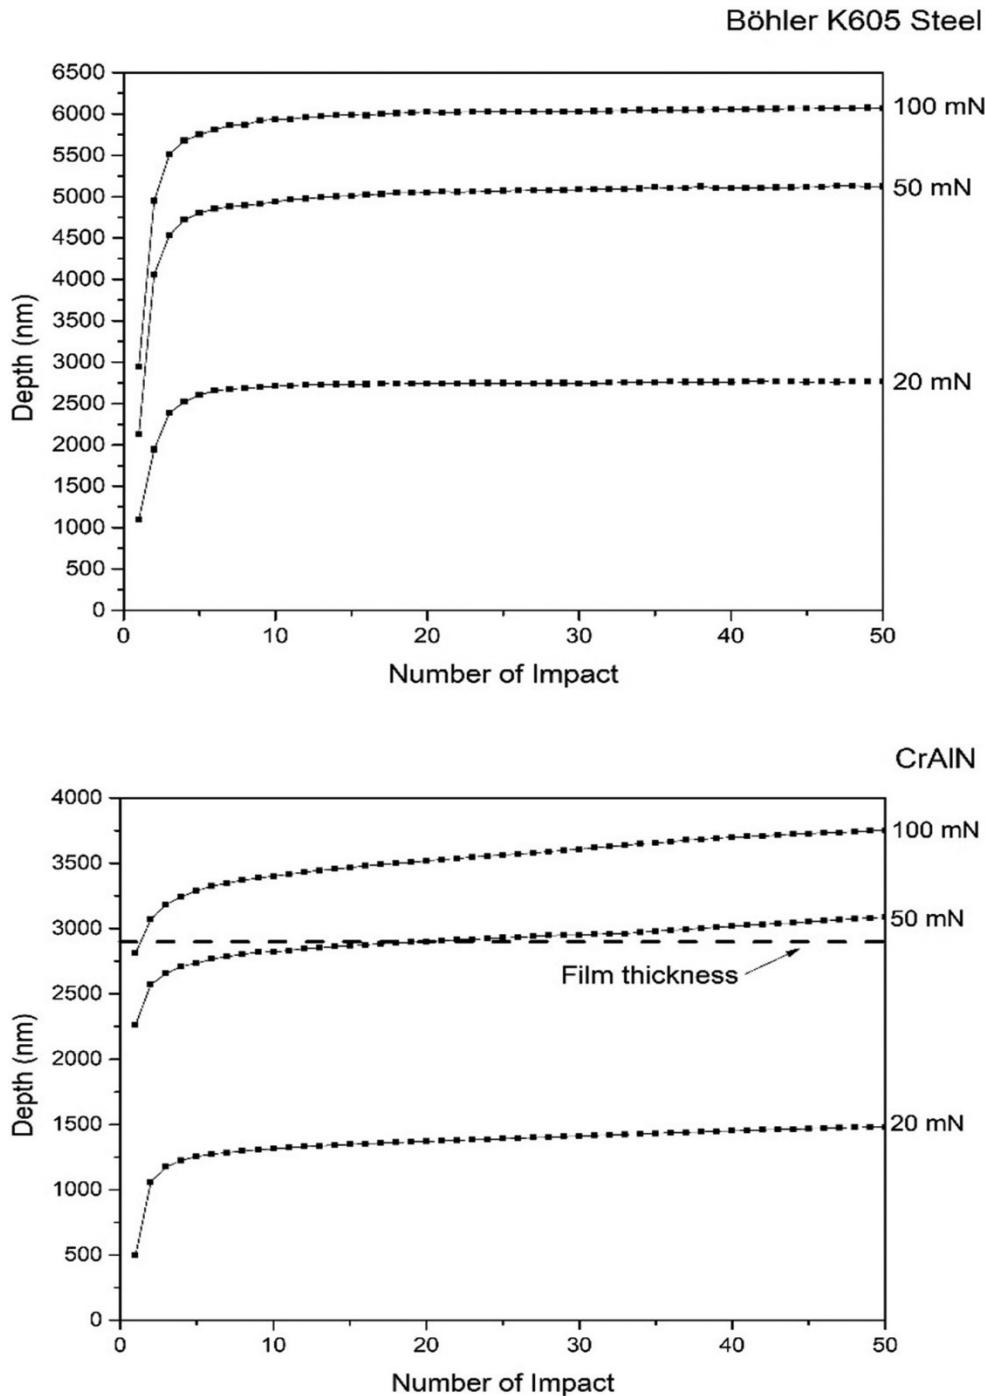 Böhler K605 Steel
6500
6000
5500
5000
4500
4000
3500
3000
2500
2000
1500
1000
500
0
Depth (nm)
100 mN
50 mN
20 mN
0 10 20 30 40 50
Number of Impact
CrAlN
4000
3500
3000
2500
2000
1500
1000
500
0
Depth (nm)
100 mN
50 mN
Film thickness
20 mN
0 10 20 30 40 50
Number of Impact